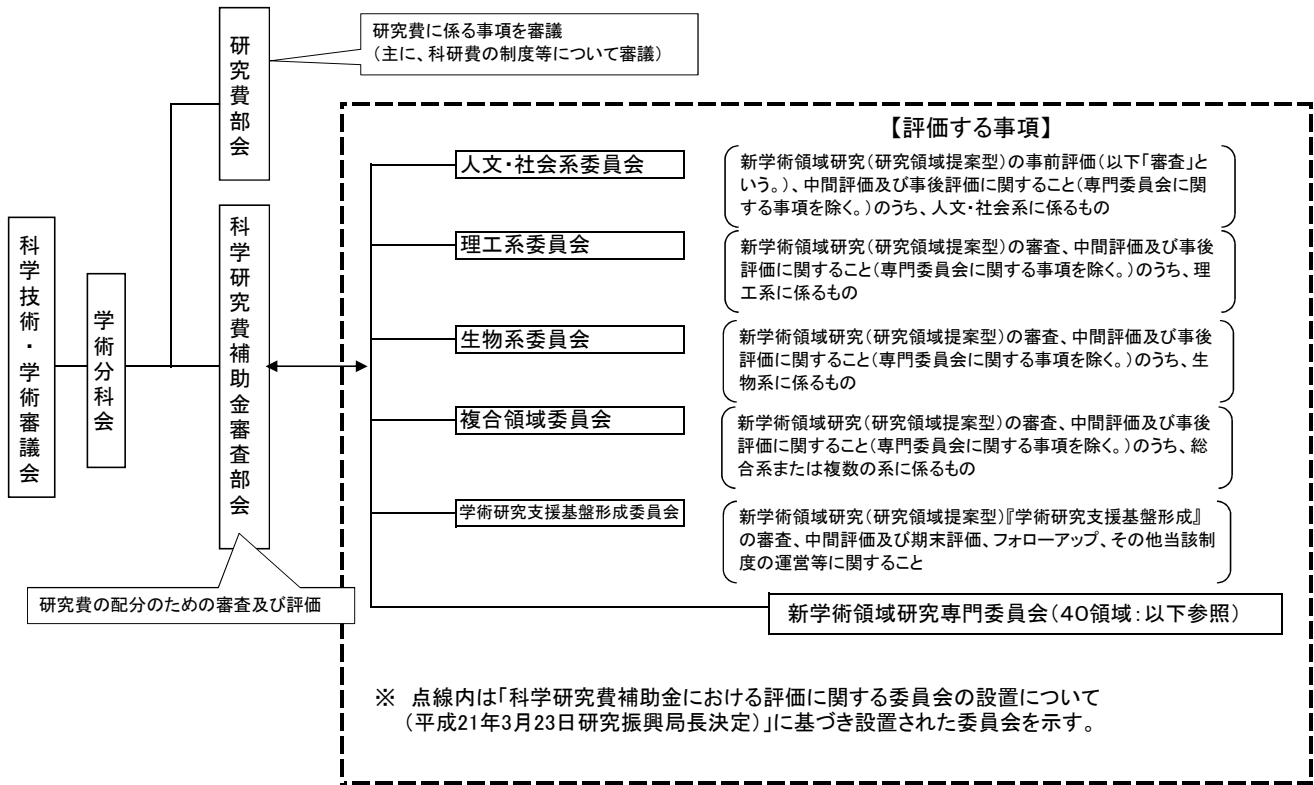 研究費に係る事項を審議
（主に、科研費の制度等について審議）
研究費部会
【評価する事項】
人文・社会系委員会
新学術領域研究（研究領域提案型）の事前評価（以下「審査」と
いう。）、中間評価及び事後評価に関すること（専門委員会に関
する事項を除く。）のうち、人文・社会系に係るもの
科学技術・学術審議会
学術分科会
科学研究費補助金審査部会
理工系委員会
新学術領域研究（研究領域提案型）の審査、中間評価及び事後
評価に関すること（専門委員会に関する事項を除く。）のうち、理
工系に係るもの
生物系委員会
新学術領域研究（研究領域提案型）の審査、中間評価及び事後
評価に関すること（専門委員会に関する事項を除く。）のうち、生
物系に係るもの
複合領域委員会
新学術領域研究（研究領域提案型）の審査、中間評価及び事後
評価に関すること（専門委員会に関する事項を除く。）のうち、総
合系または複数の系に係るもの
学術研究支援基盤形成委員会
新学術領域研究（研究領域提案型）『学術研究支援基盤形成』
の審査、中間評価及び期末評価、フォローアップ、その他当該制
度の運営等に関すること
研究費の配分のための審査及び評価
新学術領域研究専門委員会（４０領域：以下参照）
※　点線内は「科学研究費補助金における評価に関する委員会の設置について
（平成21年3月23日研究振興局長決定）」に基づき設置された委員会を示す。